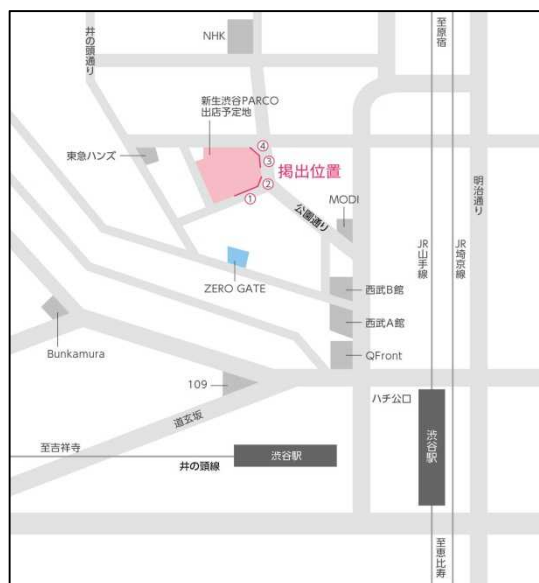 NHK
至原宿
井の頭通り
新生渋谷PARCO
出店予定地
④
③
②
①
掲出位置
東急ハンズ
公園通り
MODI
明治通り
JR山手線
JR埼京線
ZERO GATE
西武B館
西武A館
QFront
Bunkamura
109
道玄坂
ハチ公口
渋谷駅
至吉祥寺
井の頭線
渋谷駅
至恵比寿